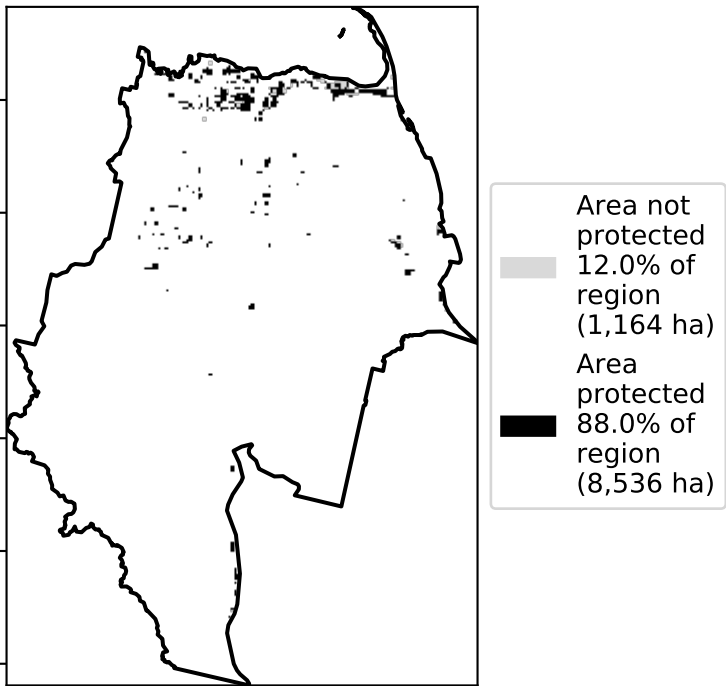 Area not
protected
12.0% of
region
(1,164 ha)
Area
protected
88.0% of
region
(8,536 ha)